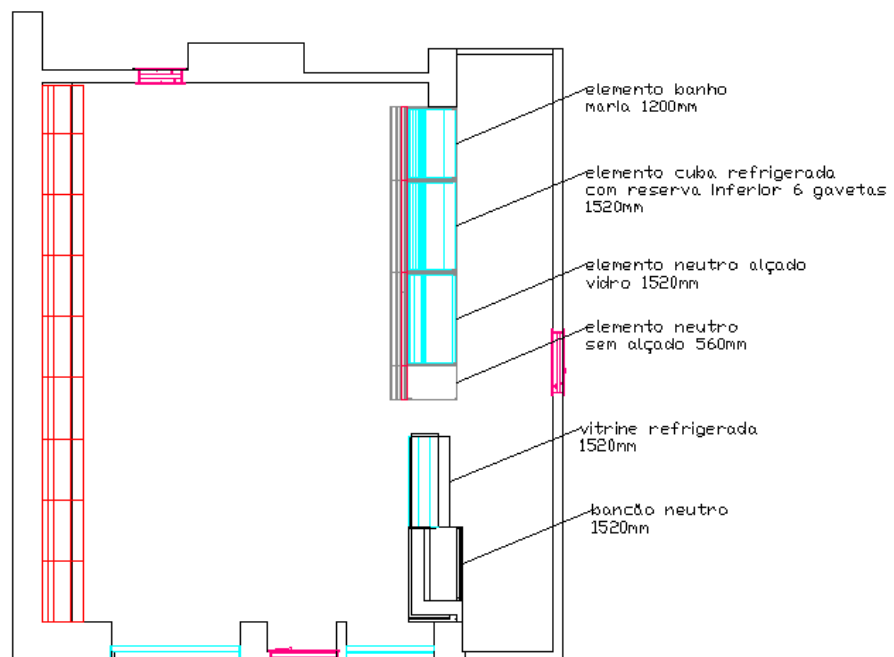 elemento banho
maria 1200mm
elemento cuba refrigerada
com reserva inferior 6 gavetas
1520mm
elemento neutro alçado
vidro 1520mm
elemento neutro
sem alçado 560mm
vitrine refrigerada
1520mm
bancão neutro
1520mm